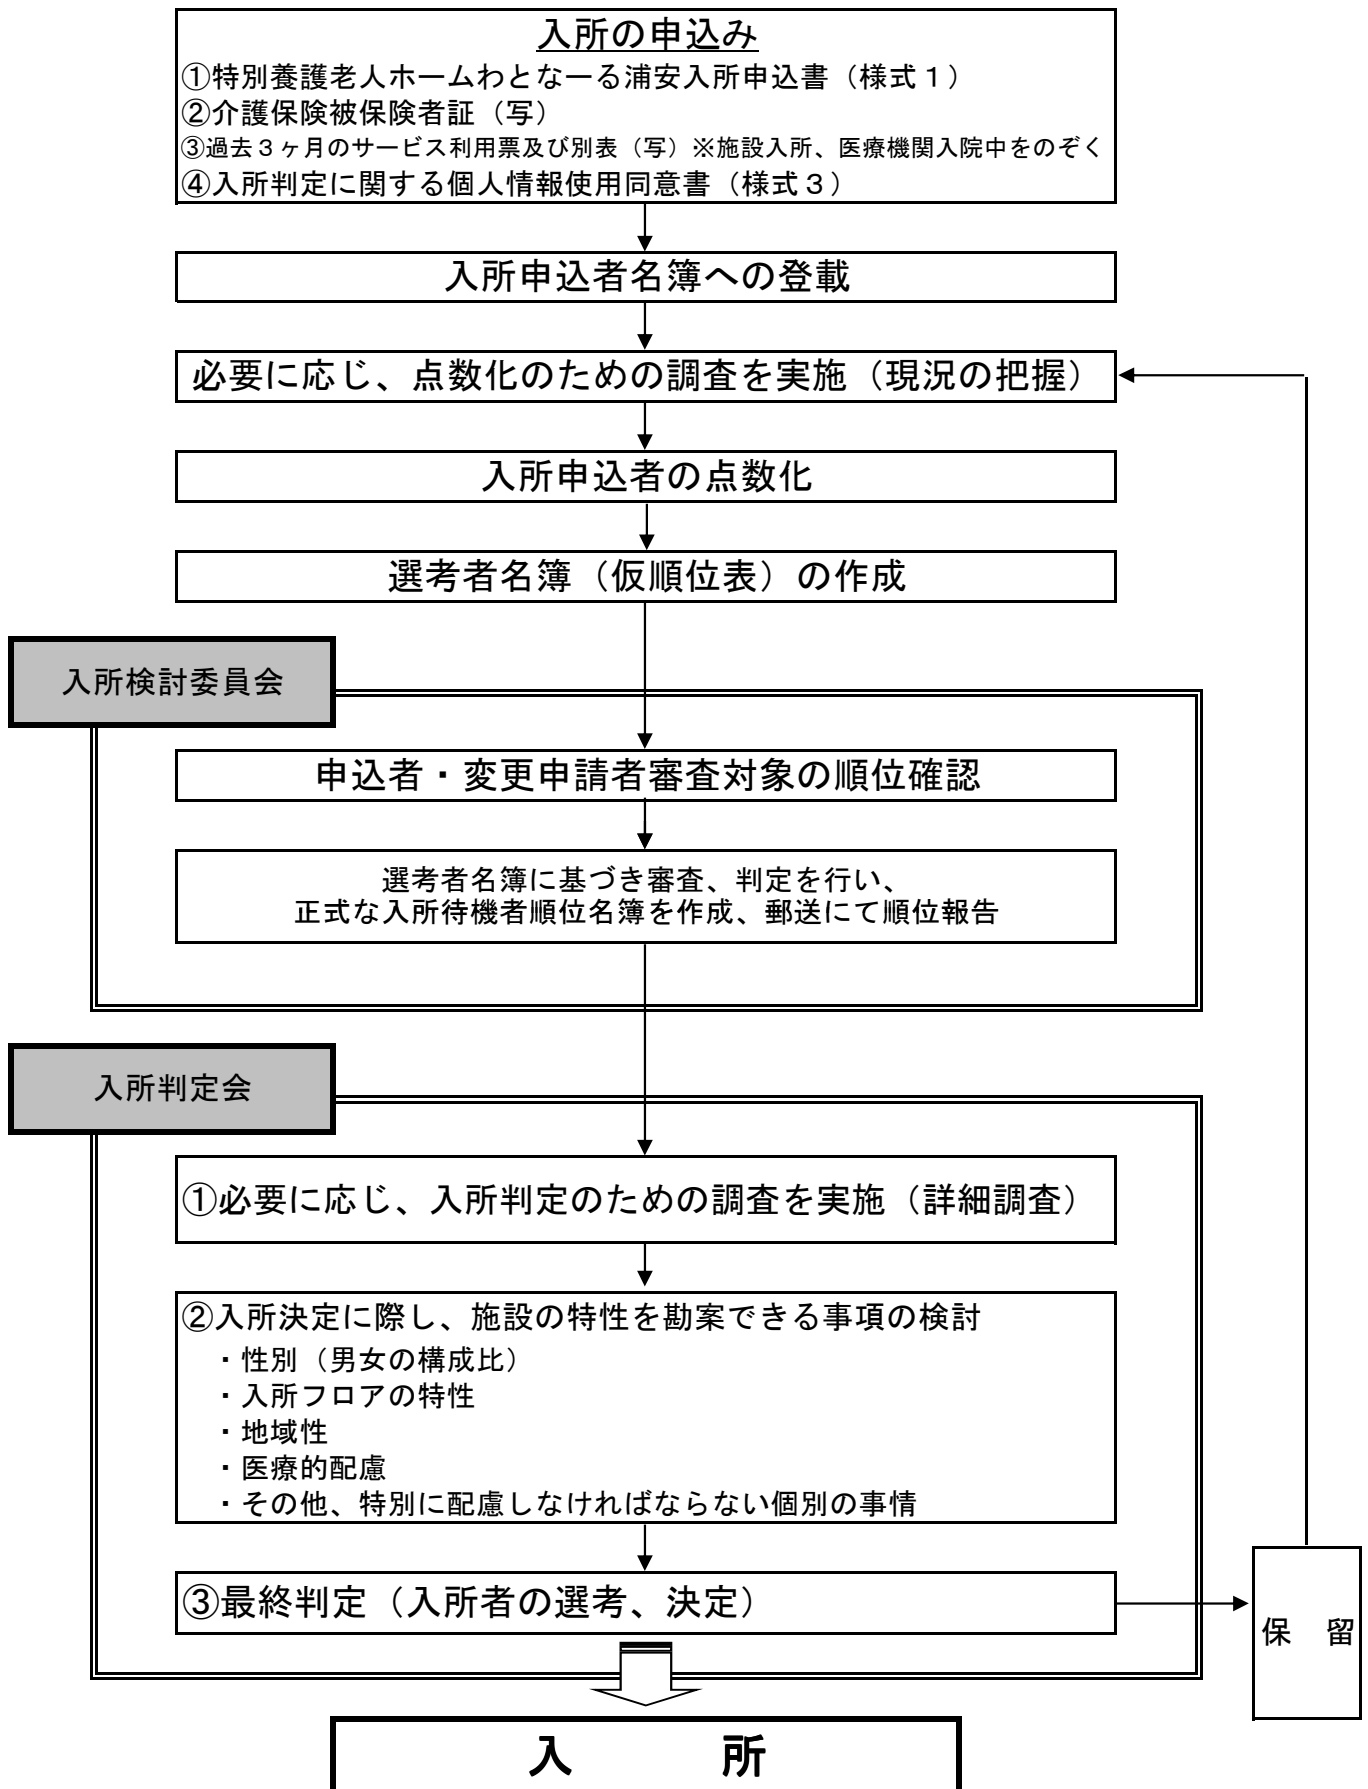 入所の申込み
①特別養護老人ホームわとなーる浦安入所申込書（様式１）
②介護保険被保険者証（写）
③過去３ヶ月のサービス利用票及び別表（写）※施設入所、医療機関入院中をのぞく
④入所判定に関する個人情報使用同意書（様式３）
入所申込者名簿への登載
必要に応じ、点数化のための調査を実施（現況の把握）
入所申込者の点数化
選考者名簿（仮順位表）の作成
入所検討委員会
申込者・変更申請者審査対象の順位確認
選考者名簿に基づき審査、判定を行い、
正式な入所待機者順位名簿を作成、郵送にて順位報告
入所判定会
①必要に応じ、入所判定のための調査を実施（詳細調査）
②入所決定に際し、施設の特性を勘案できる事項の検討
・性別（男女の構成比）
・入所フロアの特性
・地域性
・医療的配慮
・その他、特別に配慮しなければならない個別の事情
③最終判定（入所者の選考、決定）
保　留
入　　　所